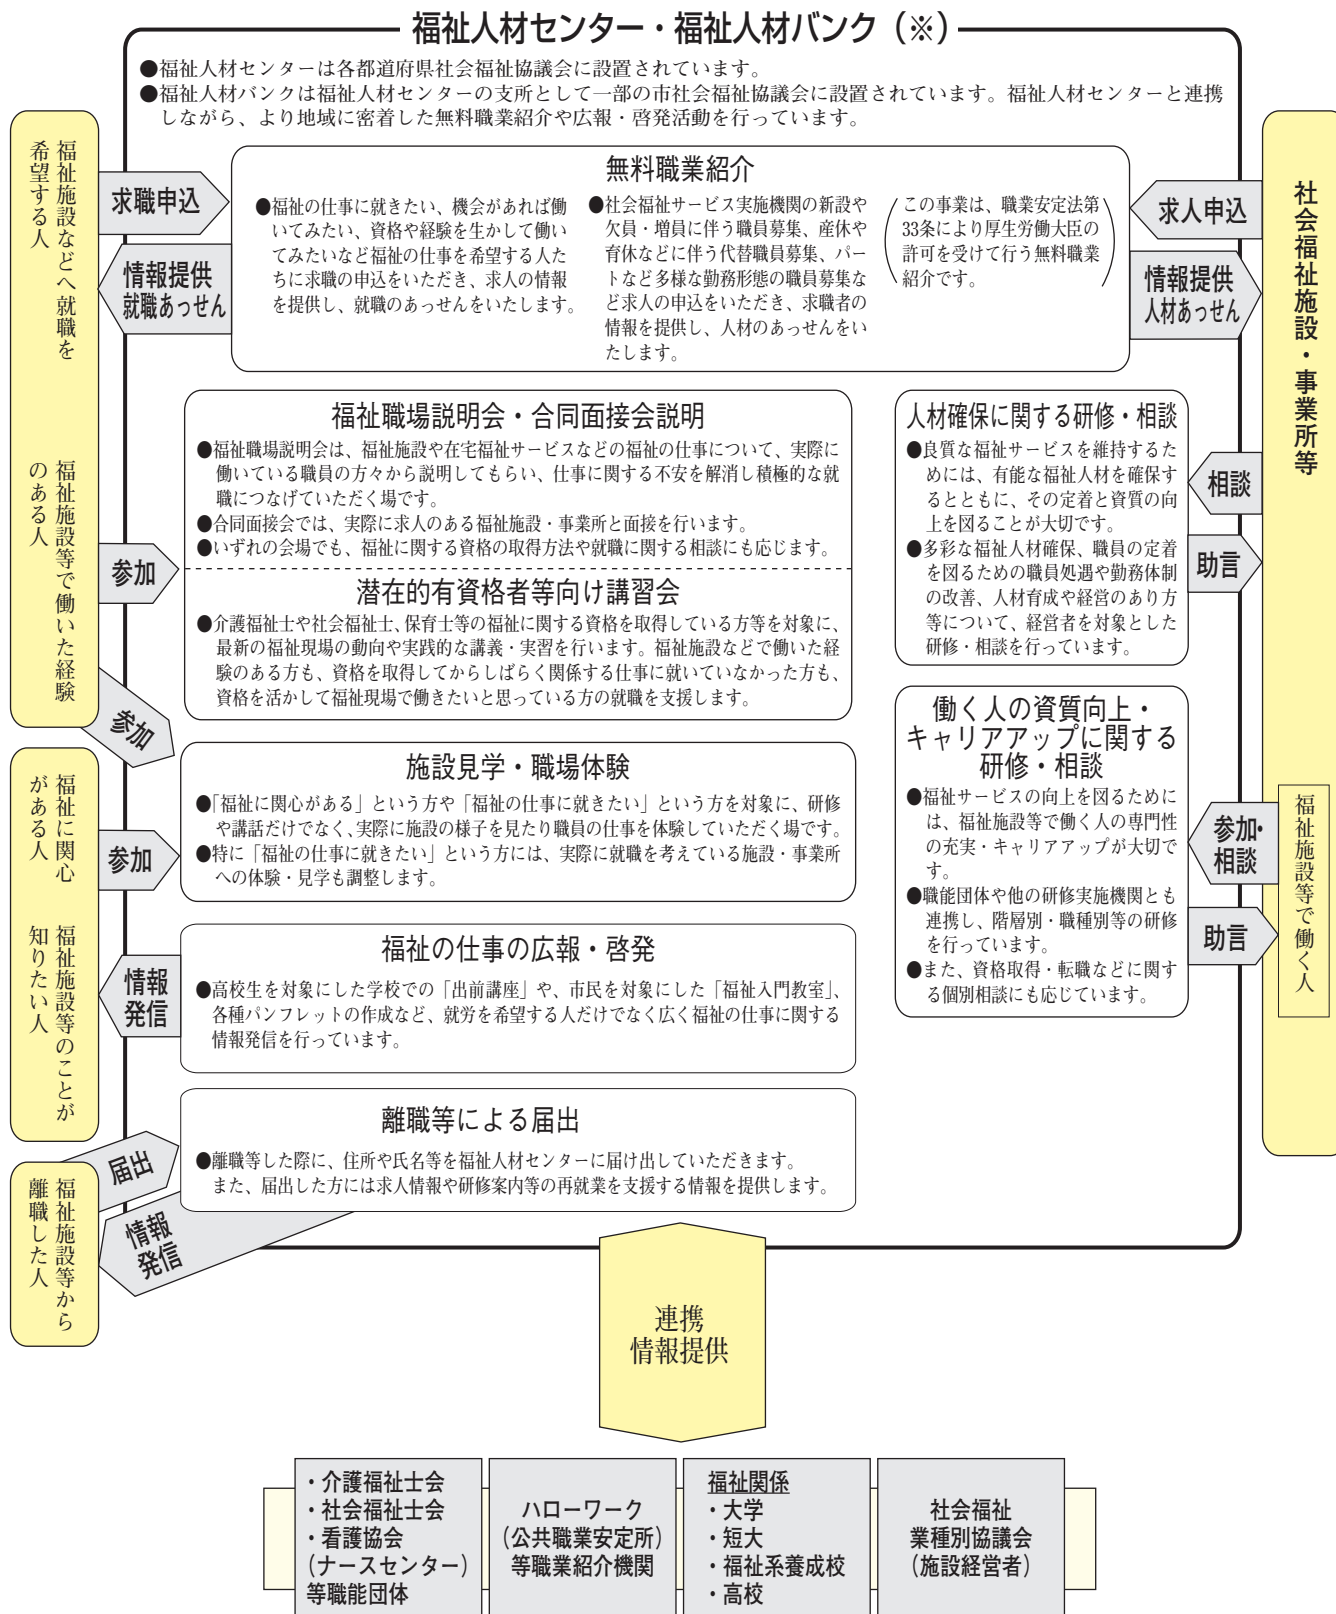 福祉人材センター・福祉人材バンク（※）
●福祉人材センターは各都道府県社会福祉協議会に設置されています。
●福祉人材バンクは福祉人材センターの支所として一部の市社会福祉協議会に設置されています。福祉人材センターと連携
しながら、より地域に密着した無料職業紹介や広報・啓発活動を行っています。
福祉施設などへ就職を
希望する人
福祉施設等で働いた経験
のある人
求職申込
情報提供
就職あっせん
無料職業紹介
●福祉の仕事に就きたい、機会があれば働
いてみたい、資格や経験を生かして働い
てみたいなど福祉の仕事を希望する人た
ちに求職の申込をいただき、求人の情報
を提供し、就職のあっせんをいたします。
●社会福祉サービス実施機関の新設や
欠員・増員に伴う職員募集、産休や
育休などに伴う代替職員募集、パー
トなど多様な勤務形態の職員募集な
ど求人の申込をいただき、求職者の
情報を提供し、人材のあっせんをい
たします。
（この事業は、職業安定法第
33条により厚生労働大臣の
許可を受けて行う無料職業
紹介です。）
求人申込
情報提供
人材あっせん
社会福祉施設・事業所等
参加
福祉職場説明会・合同面接会説明
●福祉職場説明会は、福祉施設や在宅福祉サービスなどの福祉の仕事について、実際に
働いている職員の方々から説明してもらい、仕事に関する不安を解消し積極的な就
職につなげていただく場です。
●合同面接会では、実際に求人のある福祉施設・事業所と面接を行います。
●いずれの会場でも、福祉に関する資格の取得方法や就職に関する相談にも応じます。
潜在的有資格者等向け講習会
●介護福祉士や社会福祉士、保育士等の福祉に関する資格を取得している方等を対象に、
最新の福祉現場の動向や実践的な講義・実習を行います。福祉施設などで働いた経
験のある方も、資格を取得してからしばらく関係する仕事に就いていなかった方も、
資格を活かして福祉現場で働きたいと思っている方の就職を支援します。
人材確保に関する研修・相談
●良質な福祉サービスを維持するた
めには、有能な福祉人材を確保す
るとともに、その定着と資質の向
上を図ることが大切です。
●多彩な福祉人材確保、職員の定着
を図るための職員処遇や勤務体制
の改善、人材育成や経営のあり方
等について、経営者を対象とした
研修・相談を行っています。
相談
助言
参加
福祉に関心
がある人
福祉施設等のことが
知りたい人
参加
施設見学・職場体験
●「福祉に関心がある」という方や「福祉の仕事に就きたい」という方を対象に、研修
や講話だけでなく、実際に施設の様子を見たり職員の仕事を体験していただく場です。
●特に「福祉の仕事に就きたい」という方には、実際に就職を考えている施設・事業所
への体験・見学も調整します。
働く人の資質向上・
キャリアアップに関する
研修・相談
●福祉サービスの向上を図るために
は、福祉施設等で働く人の専門性
の充実・キャリアアップが大切で
す。
●職能団体や他の研修実施機関とも
連携し、階層別・職種別等の研修
を行っています。
●また、資格取得・転職などに関す
る個別相談にも応じています。
参加・
相談
助言
福祉施設等で働く人
情報
発信
福祉の仕事の広報・啓発
●高校生を対象にした学校での「出前講座」や、市民を対象にした「福祉入門教室」、
各種パンフレットの作成など、就労を希望する人だけでなく広く福祉の仕事に関する
情報発信を行っています。
福祉施設等から
離職した人
届出
情報
発信
離職等による届出
●離職等した際に、住所や氏名等を福祉人材センターに届け出していただきます。
また、届出した方には求人情報や研修案内等の再就業を支援する情報を提供します。
連携
情報提供
・介護福祉士会
・社会福祉士会
・看護協会
（ナースセンター）
等職能団体
ハローワーク
（公共職業安定所）
等職業紹介機関
福祉関係
・大学
・短大
・福祉系養成校
・高校
社会福祉
業種別協議会
（施設経営者）